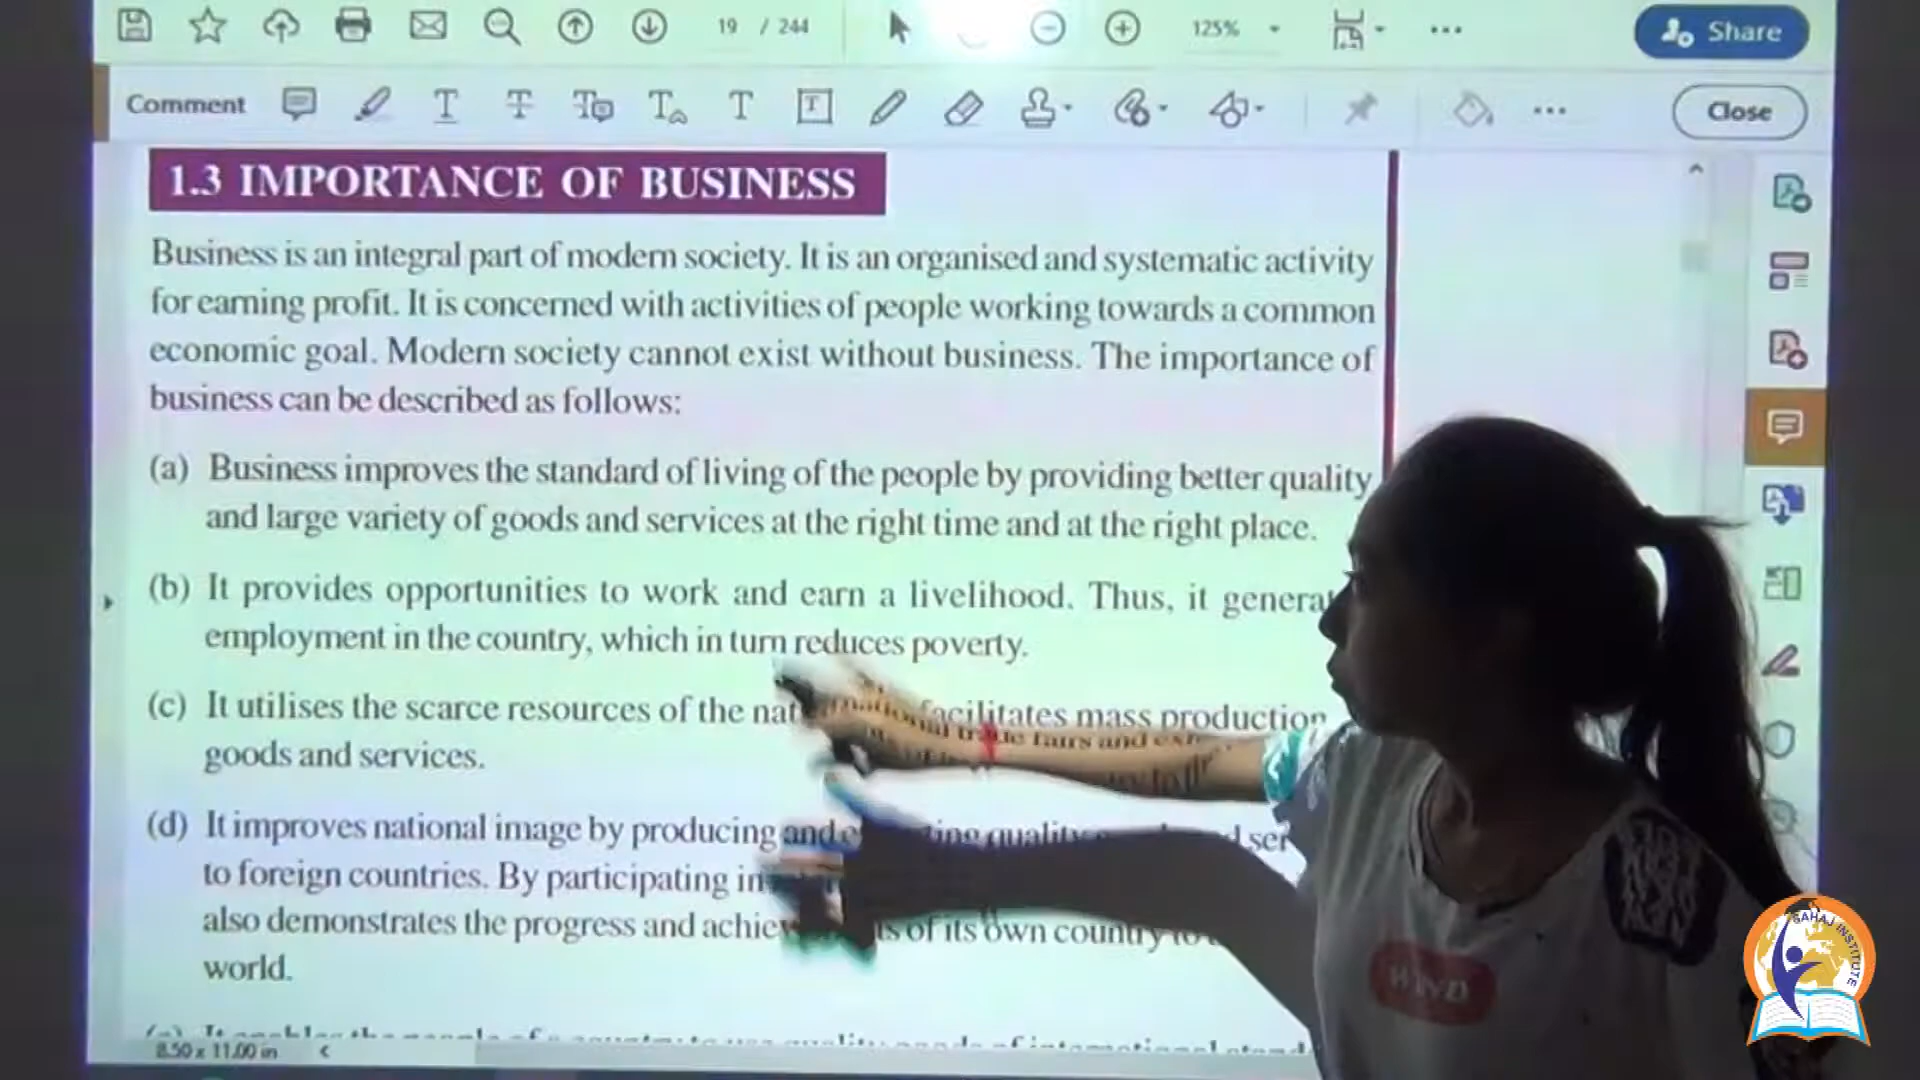 19 / 244
125%
Share
Comment
Close
1.3 IMPORTANCE OF BUSINESS
Business is an integral part of modern society. It is an organised and systematic activity
for earning profit. It is concerned with activities of people working towards a common
economic goal. Modern society cannot exist without business. The importance of
business can be described as follows:
(a) Business improves the standard of living of the people by providing better quality
and large variety of goods and services at the right time and at the right place.
(b) It provides opportunities to work and earn a livelihood. Thus, it
employment in the country, which in turn reduces poverty.
(c) It utilises the scarce resources of the facilitates mass production
goods and services.
(d) It improves national image by producing and quality
to foreign countries. By participating in
also demonstrates the progress and of its own country to
world.
8.50 x 11.00 in
SAHAJ INSTITUTE